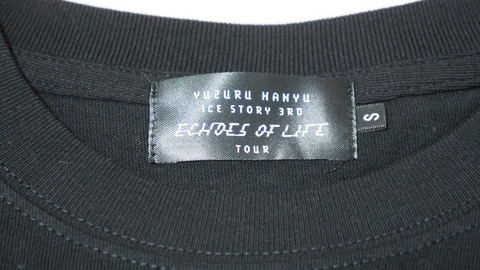 YUZURU HANYU
ICE STORY 3RD
ECHOES OF LIFE
TOUR
S